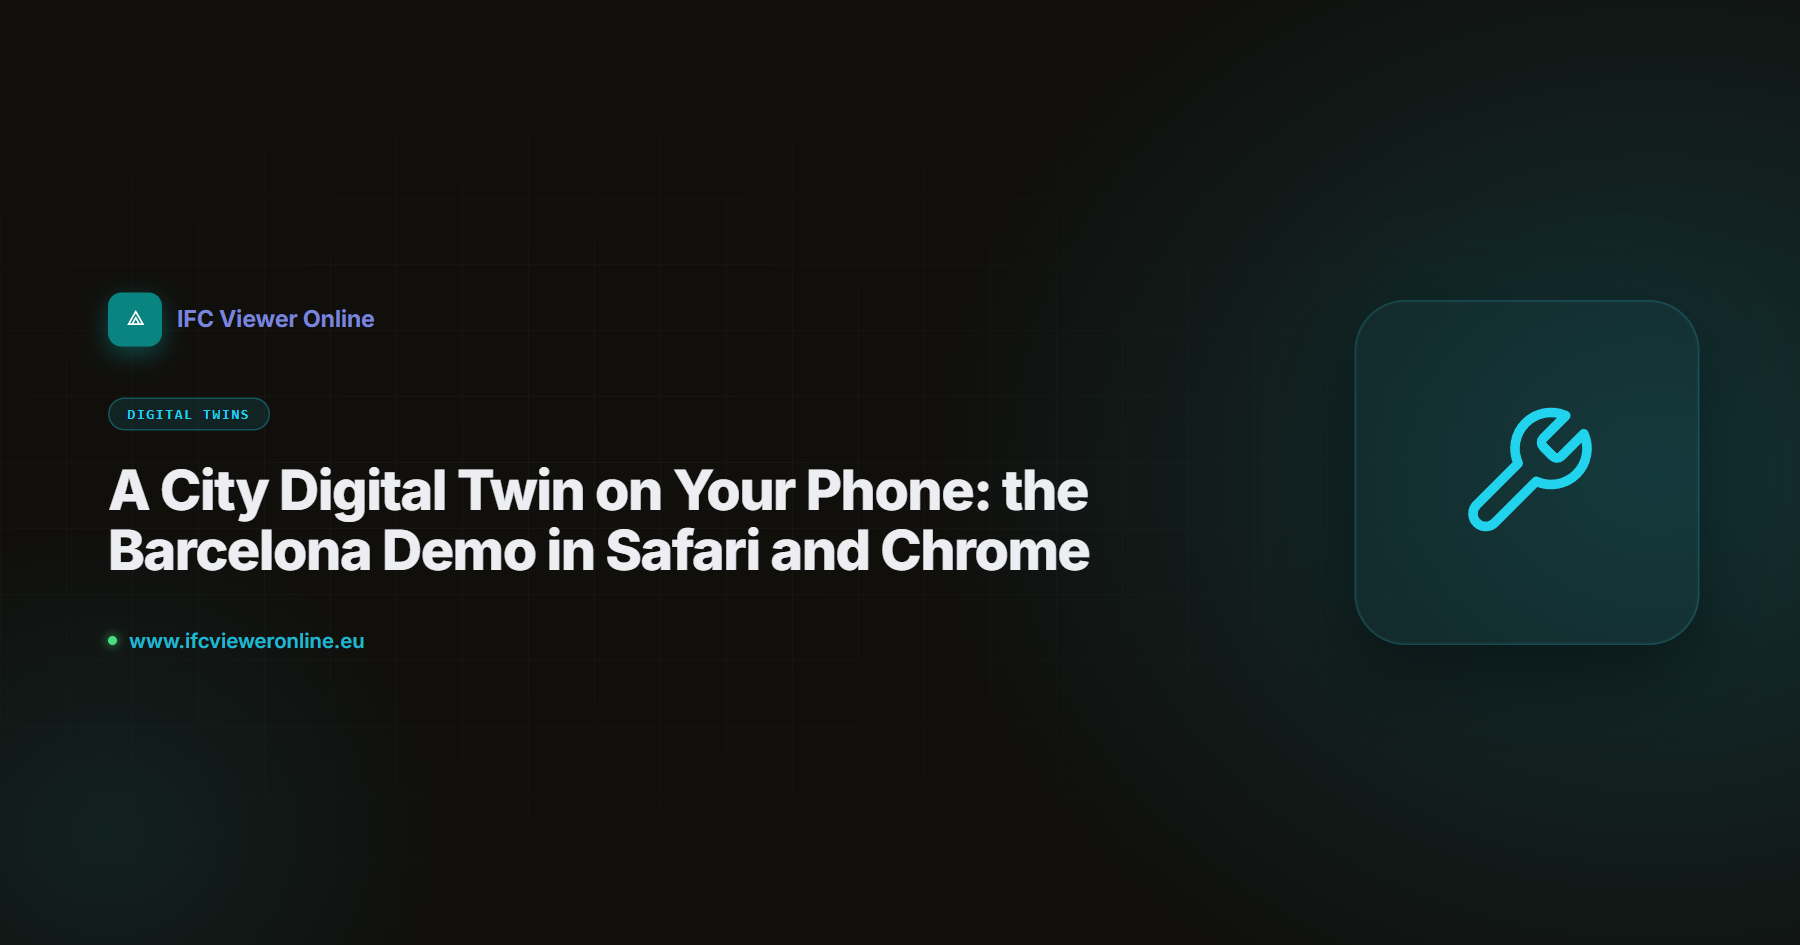 IFC Viewer Online
DIGITAL TWINS
A City Digital Twin on Your Phone: the
Barcelona Demo in Safari and Chrome
www.ifcvieweronline.eu